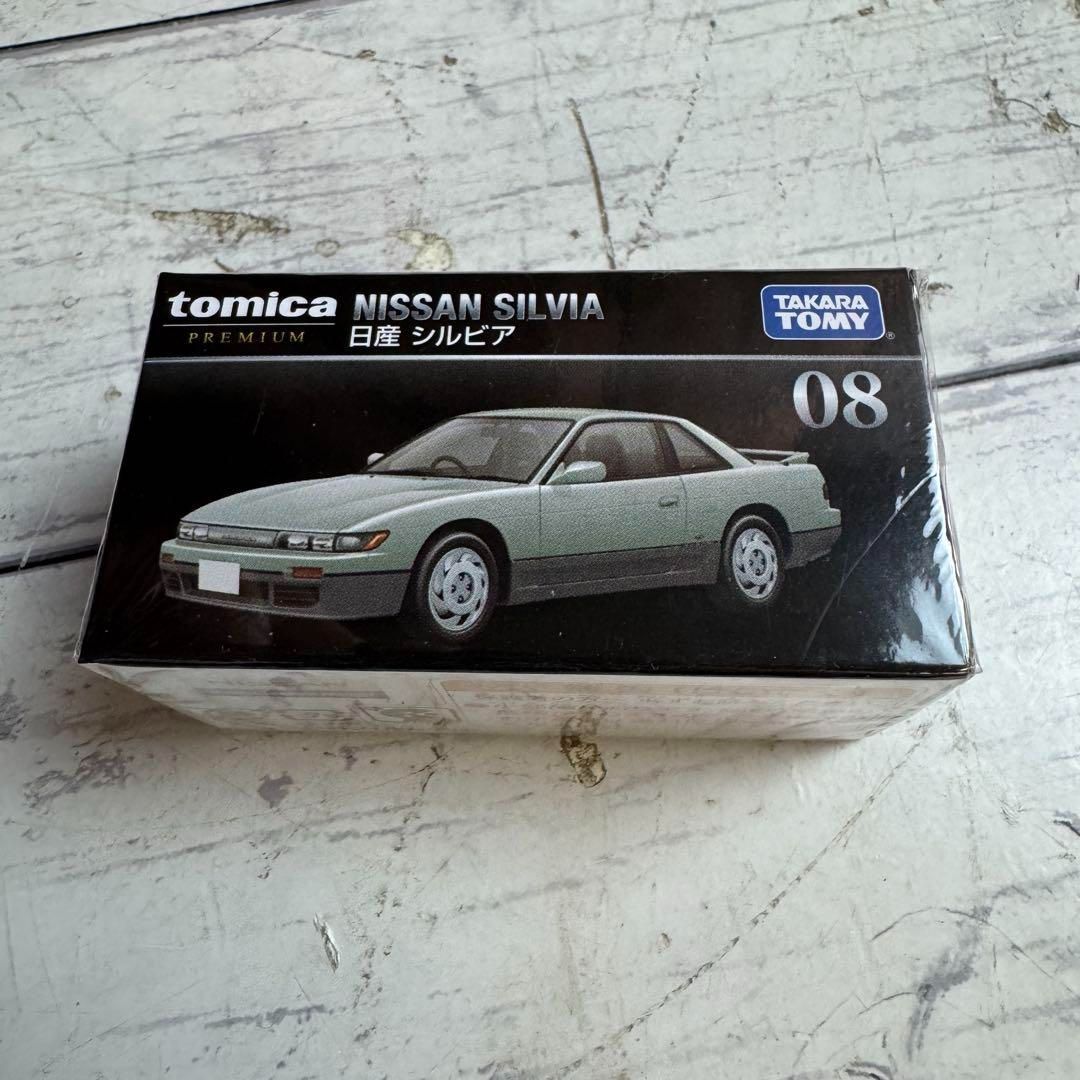 tomica NISSAN SILVIA
PREMIUM 日産 シルビア
TAKARA
TOMY®
08